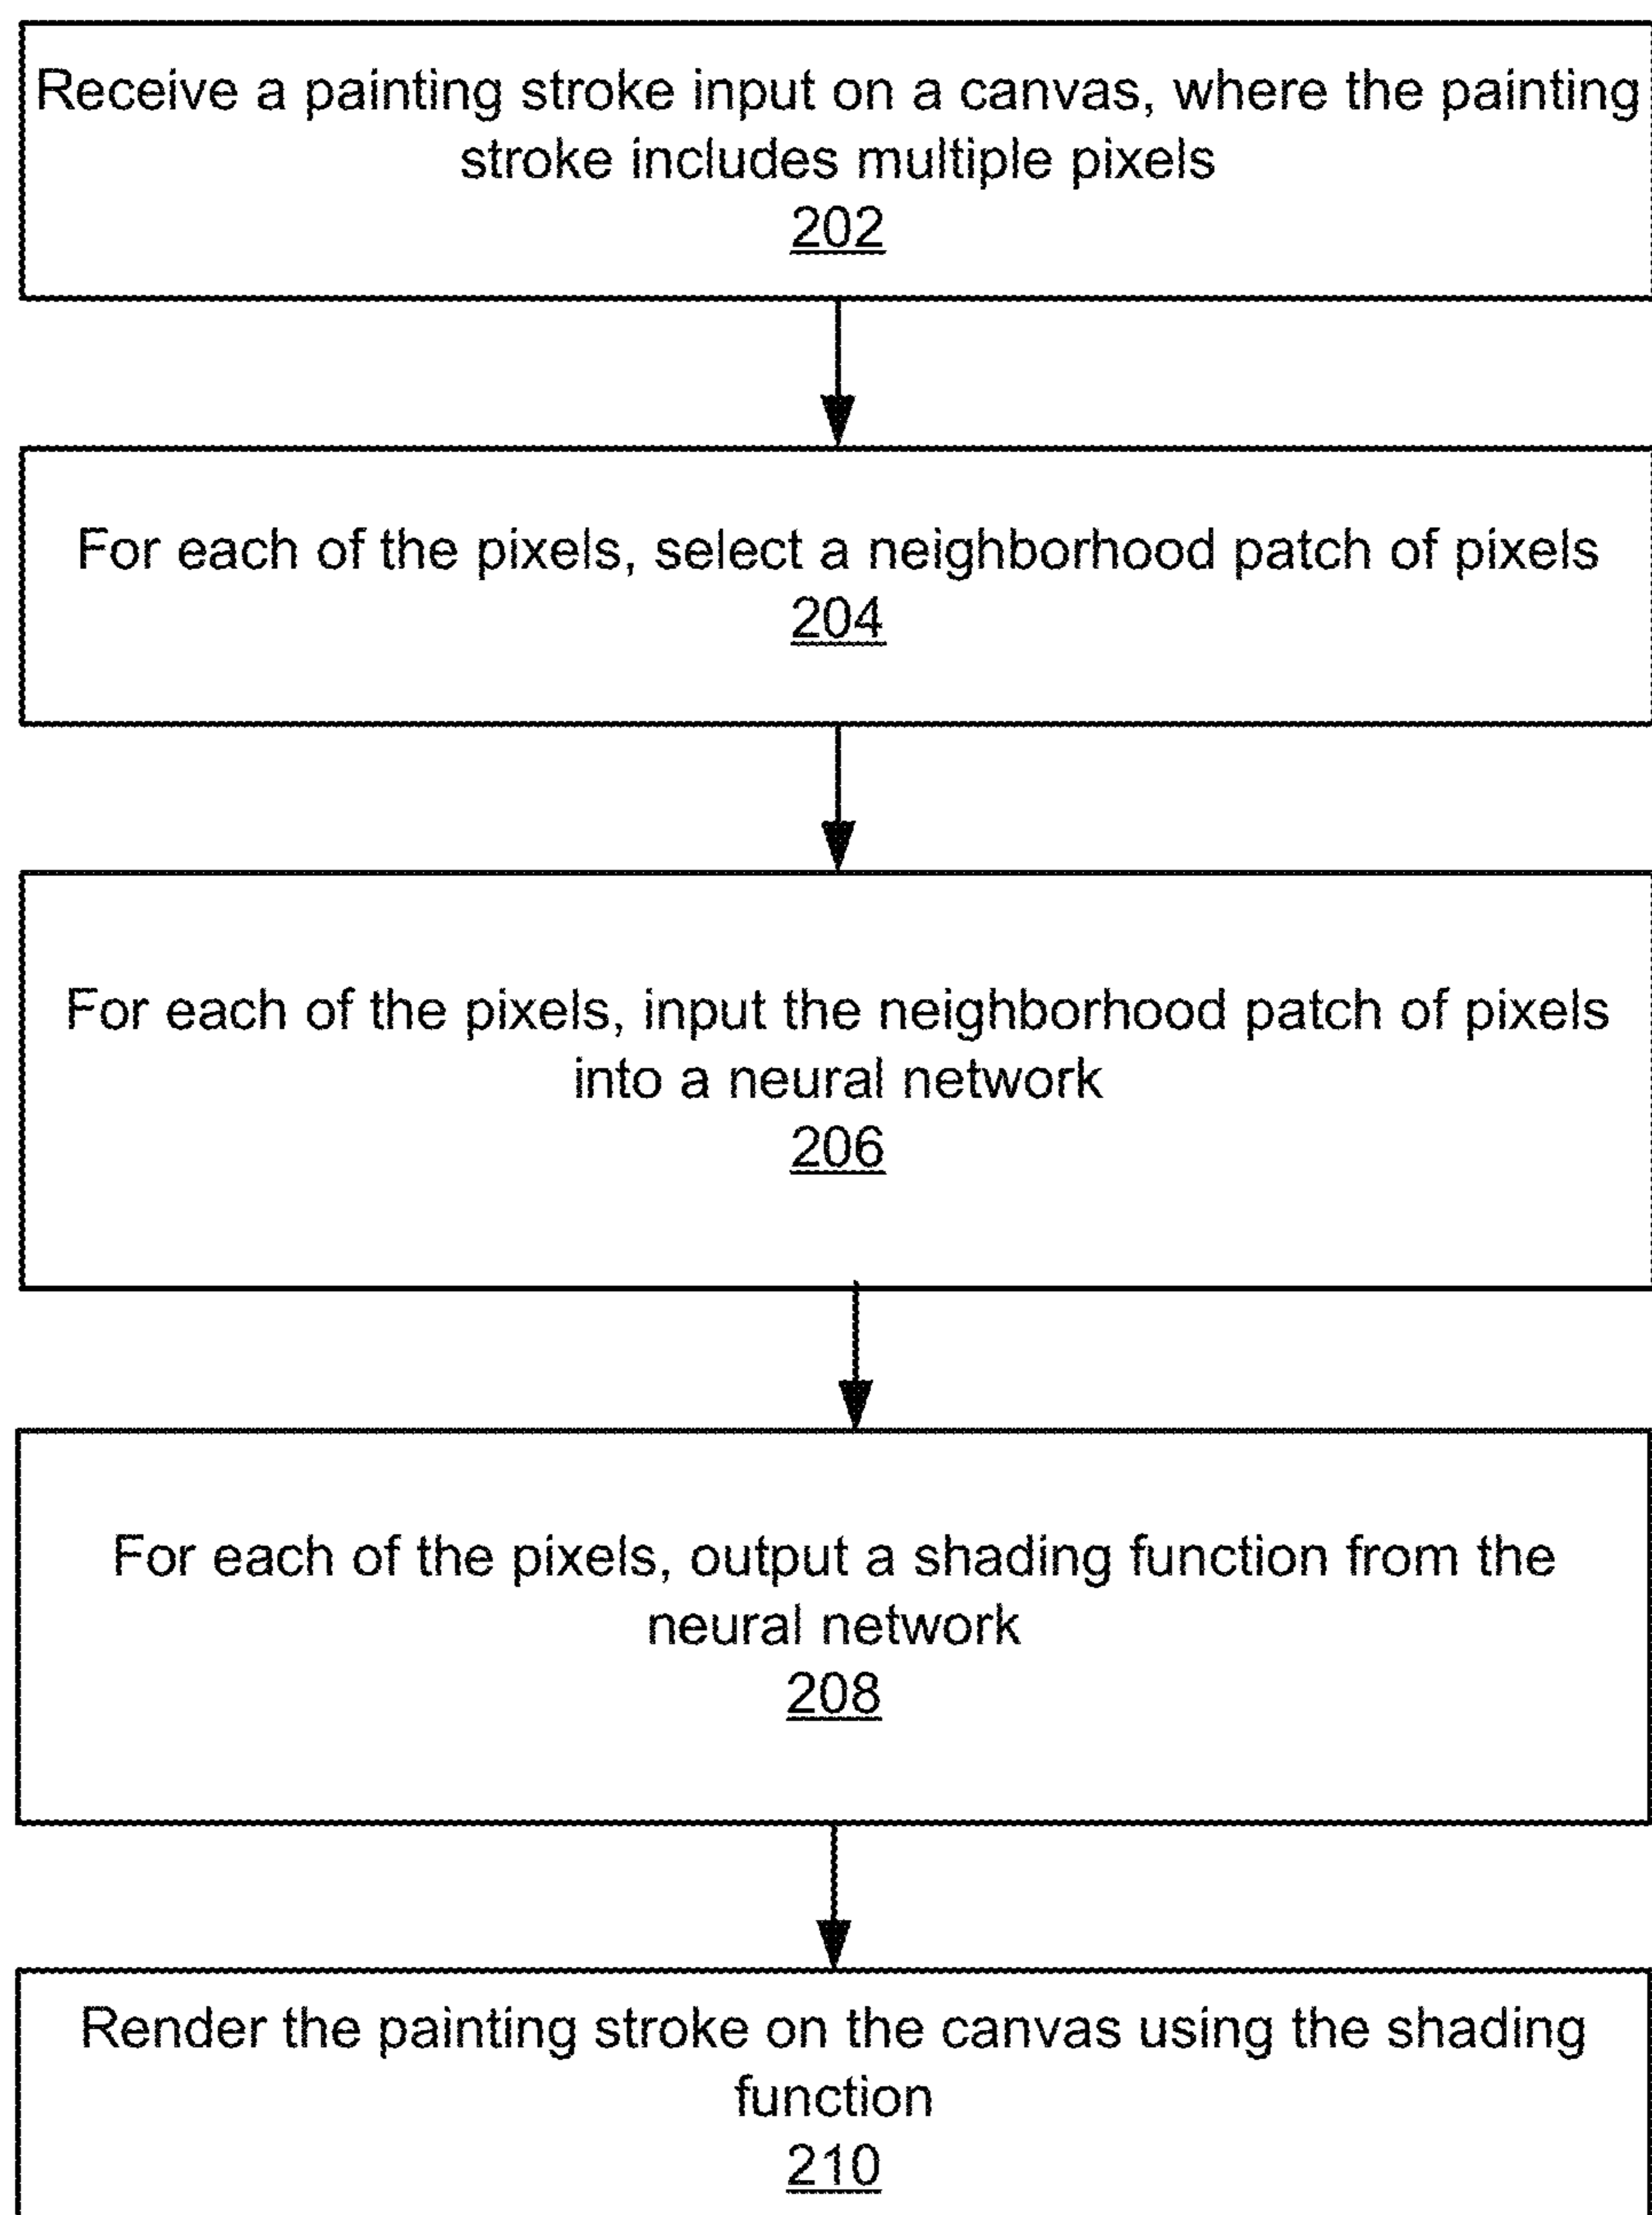 Receive a painting stroke input on a canvas, where the painting
stroke includes multiple pixels
202
For each of the pixels, select a neighborhood patch of pixels
204
For each of the pixels, input the neighborhood patch of pixels
into a neural network
206
For each of the pixels, output a shading function from the
neural network
208
Render the painting stroke on the canvas using the shading
function
210